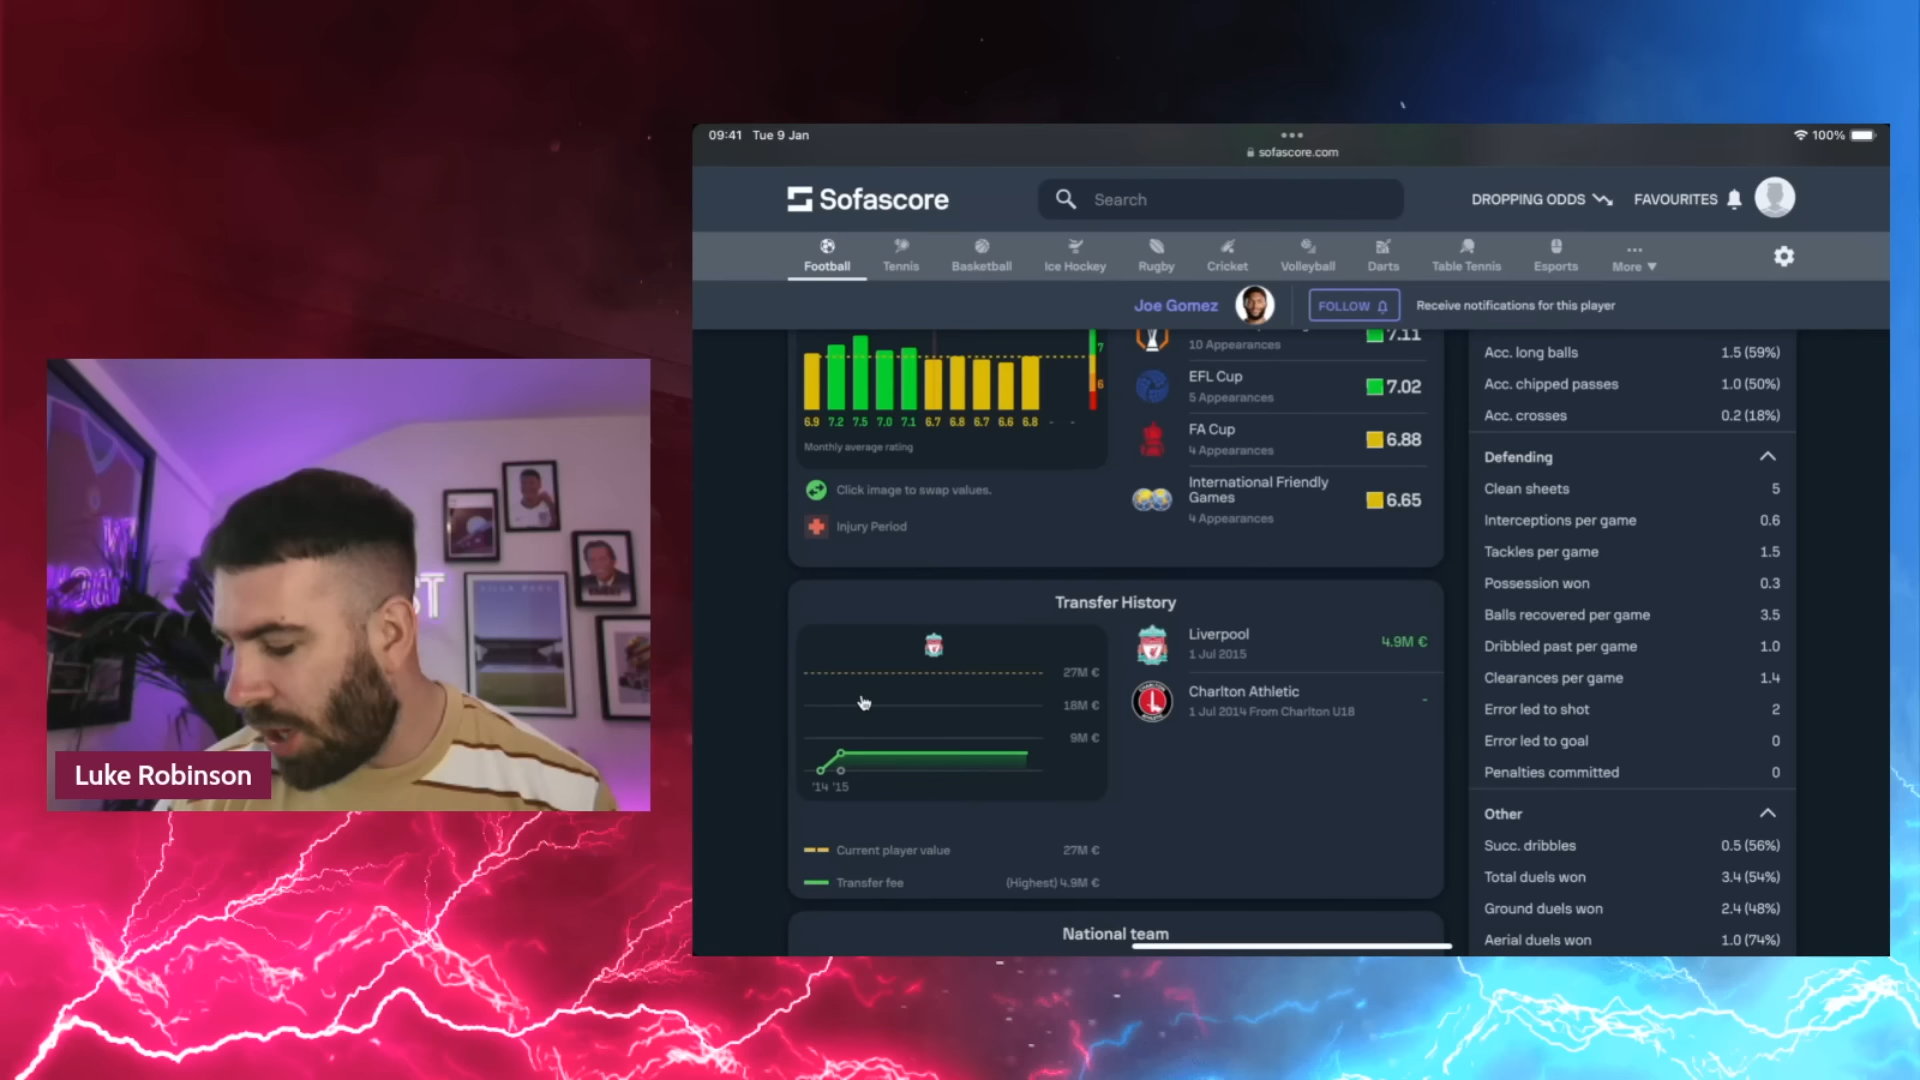 09:41 Tue 9 Jan
100%
sofascore.com
Sofascore
Search
DROPPING ODDS
FAVOURITES
Football
Tennis
Basketball
Ice Hockey
Rugby
Cricket
Volleyball
Darts
Table Tennis
Esports
More
Joe Gomez
FOLLOW
Receive notifications for this player
7
6
6.9 7.2 7.5 7.0 7.1 6.7 6.8 6.7 6.6 6.8 - -
Monthly average rating
Click image to swap values.
Injury Period
10 Appearances
7.11
EFL Cup
5 Appearances
7.02
FA Cup
4 Appearances
6.88
International Friendly
Games
4 Appearances
6.65
Transfer History
27M €
18M €
9M €
'14 '15
Current player value 27M €
Transfer fee (Highest) 4.9M €
Liverpool
1 Jul 2015
4.9M €
Charlton Athletic
1 Jul 2014 From Charlton U18
-
National team
Acc. long balls 1.5 (59%)
Acc. chipped passes 1.0 (50%)
Acc. crosses 0.2 (18%)
Defending
Clean sheets 5
Interceptions per game 0.6
Tackles per game 1.5
Possession won 0.3
Balls recovered per game 3.5
Dribbled past per game 1.0
Clearances per game 1.4
Error led to shot 2
Error led to goal 0
Penalties committed 0
Other
Succ. dribbles 0.5 (56%)
Total duels won 3.4 (54%)
Ground duels won 2.4 (48%)
Aerial duels won 1.0 (74%)
Luke Robinson